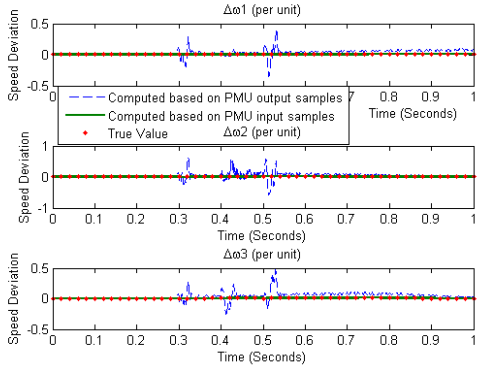 Δω1 (per unit)
0.5
0
-0.5
Speed Deviation
0 0.7 0.8 0.9 1
Time (Seconds)
Computed based on PMU output samples
Computed based on PMU input samples
True Value
Δω2 (per unit)
1
0
-1
Speed Deviation
0 0.1 0.2 0.3 0.4 0.5 0.6 0.7 0.8 0.9 1
Time (Seconds)
Δω3 (per unit)
0.5
0
-0.5
Speed Deviation
0 0.1 0.2 0.3 0.4 0.5 0.6 0.7 0.8 0.9 1
Time (Seconds)